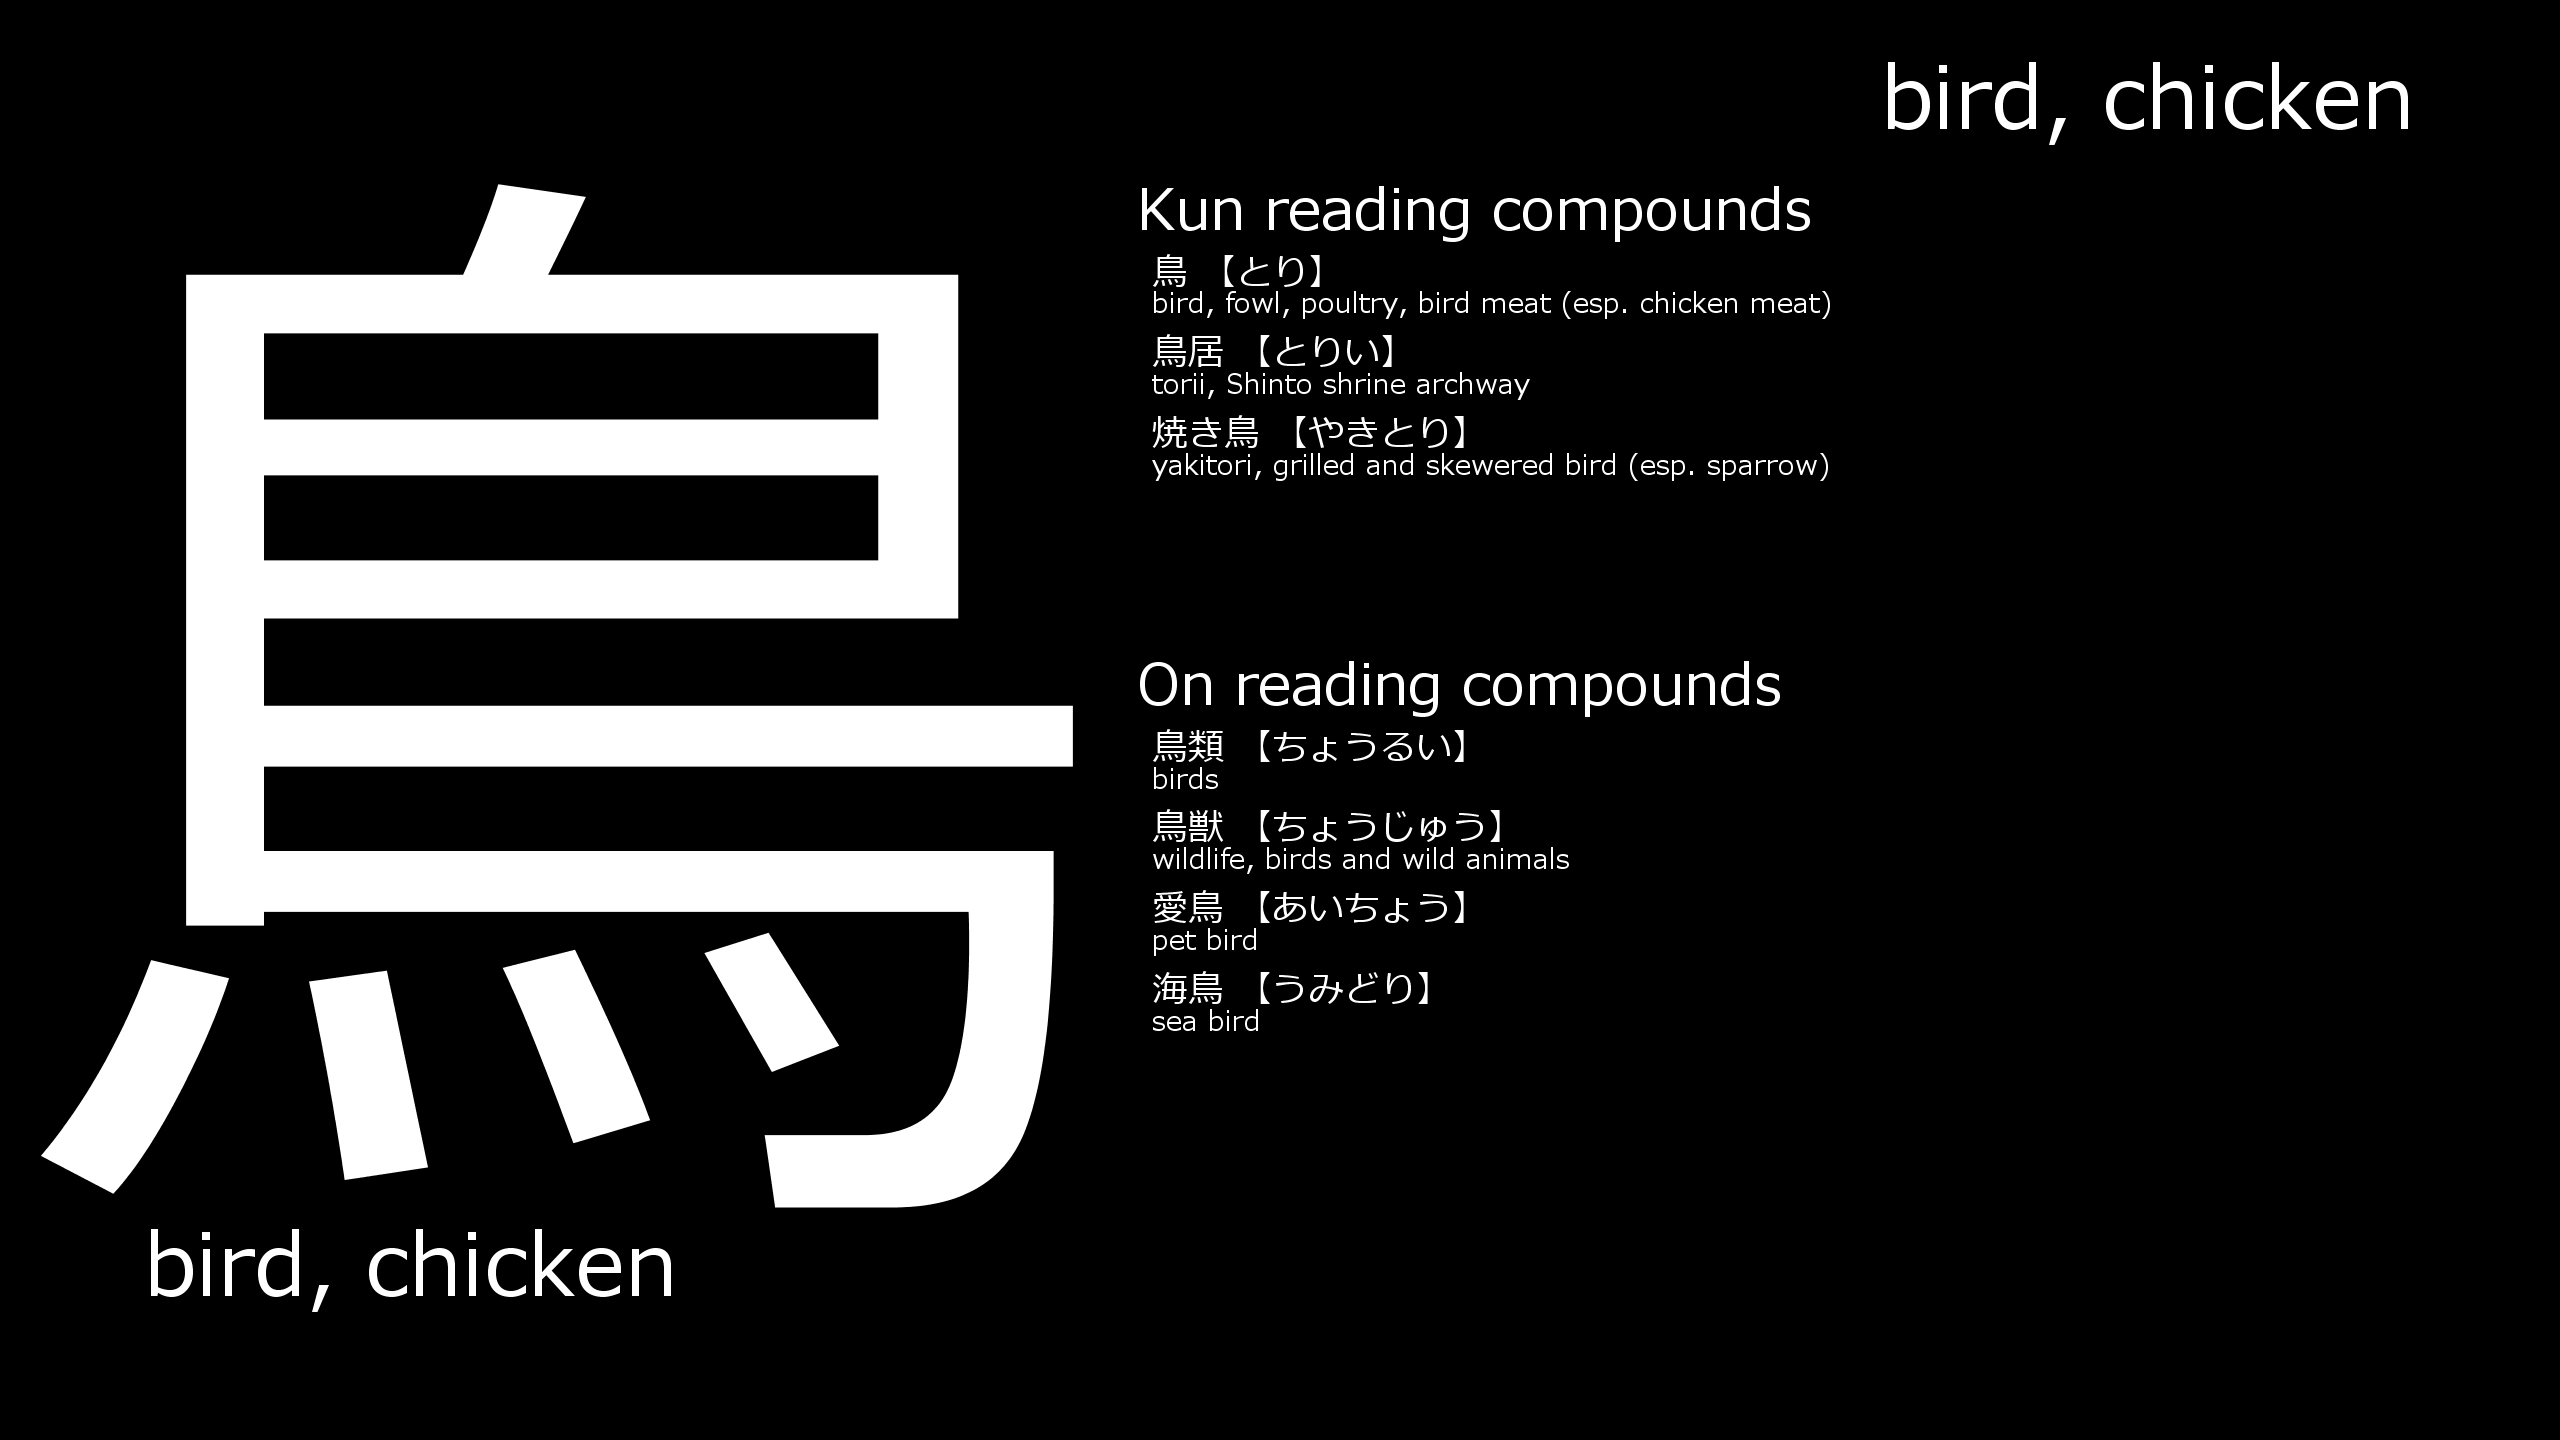 bird, chicken
鳥
Kun reading compounds
鳥 【とり】
bird, fowl, poultry, bird meat (esp. chicken meat)
鳥居 【とりい】
torii, Shinto shrine archway
焼き鳥 【やきとり】
yakitori, grilled and skewered bird (esp. sparrow)
On reading compounds
鳥類 【ちょうるい】
birds
鳥獣 【ちょうじゅう】
wildlife, birds and wild animals
愛鳥 【あいちょう】
pet bird
海鳥 【うみどり】
sea bird
bird, chicken